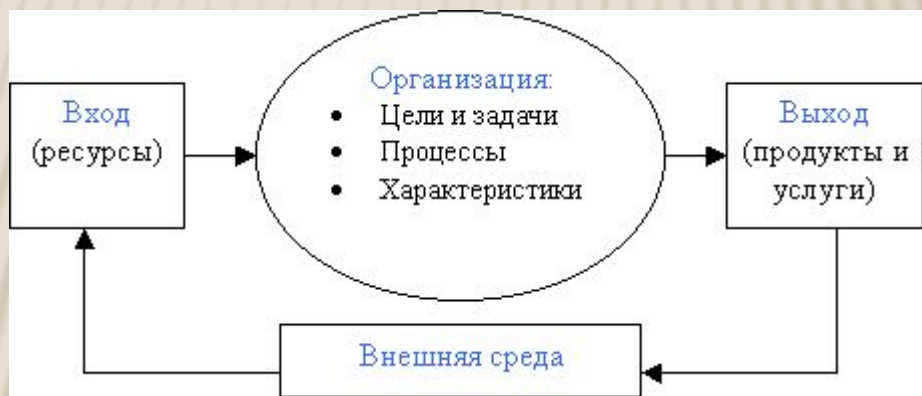 Вход
(ресурсы)
Организация:
• Цели и задачи
• Процессы
• Характеристики
Выход
(продукты и
услуги)
Внешняя среда